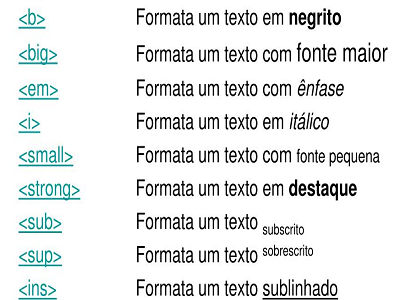 <b> Formata um texto em negrito
<big> Formata um texto com fonte maior
<em> Formata um texto com ênfase
<i> Formata um texto em itálico
<small> Formata um texto com fonte pequena
<strong> Formata um texto em destaque
<sub> Formata um texto subscrito
<sup> Formata um texto sobrescrito
<ins> Formata um texto sublinhado